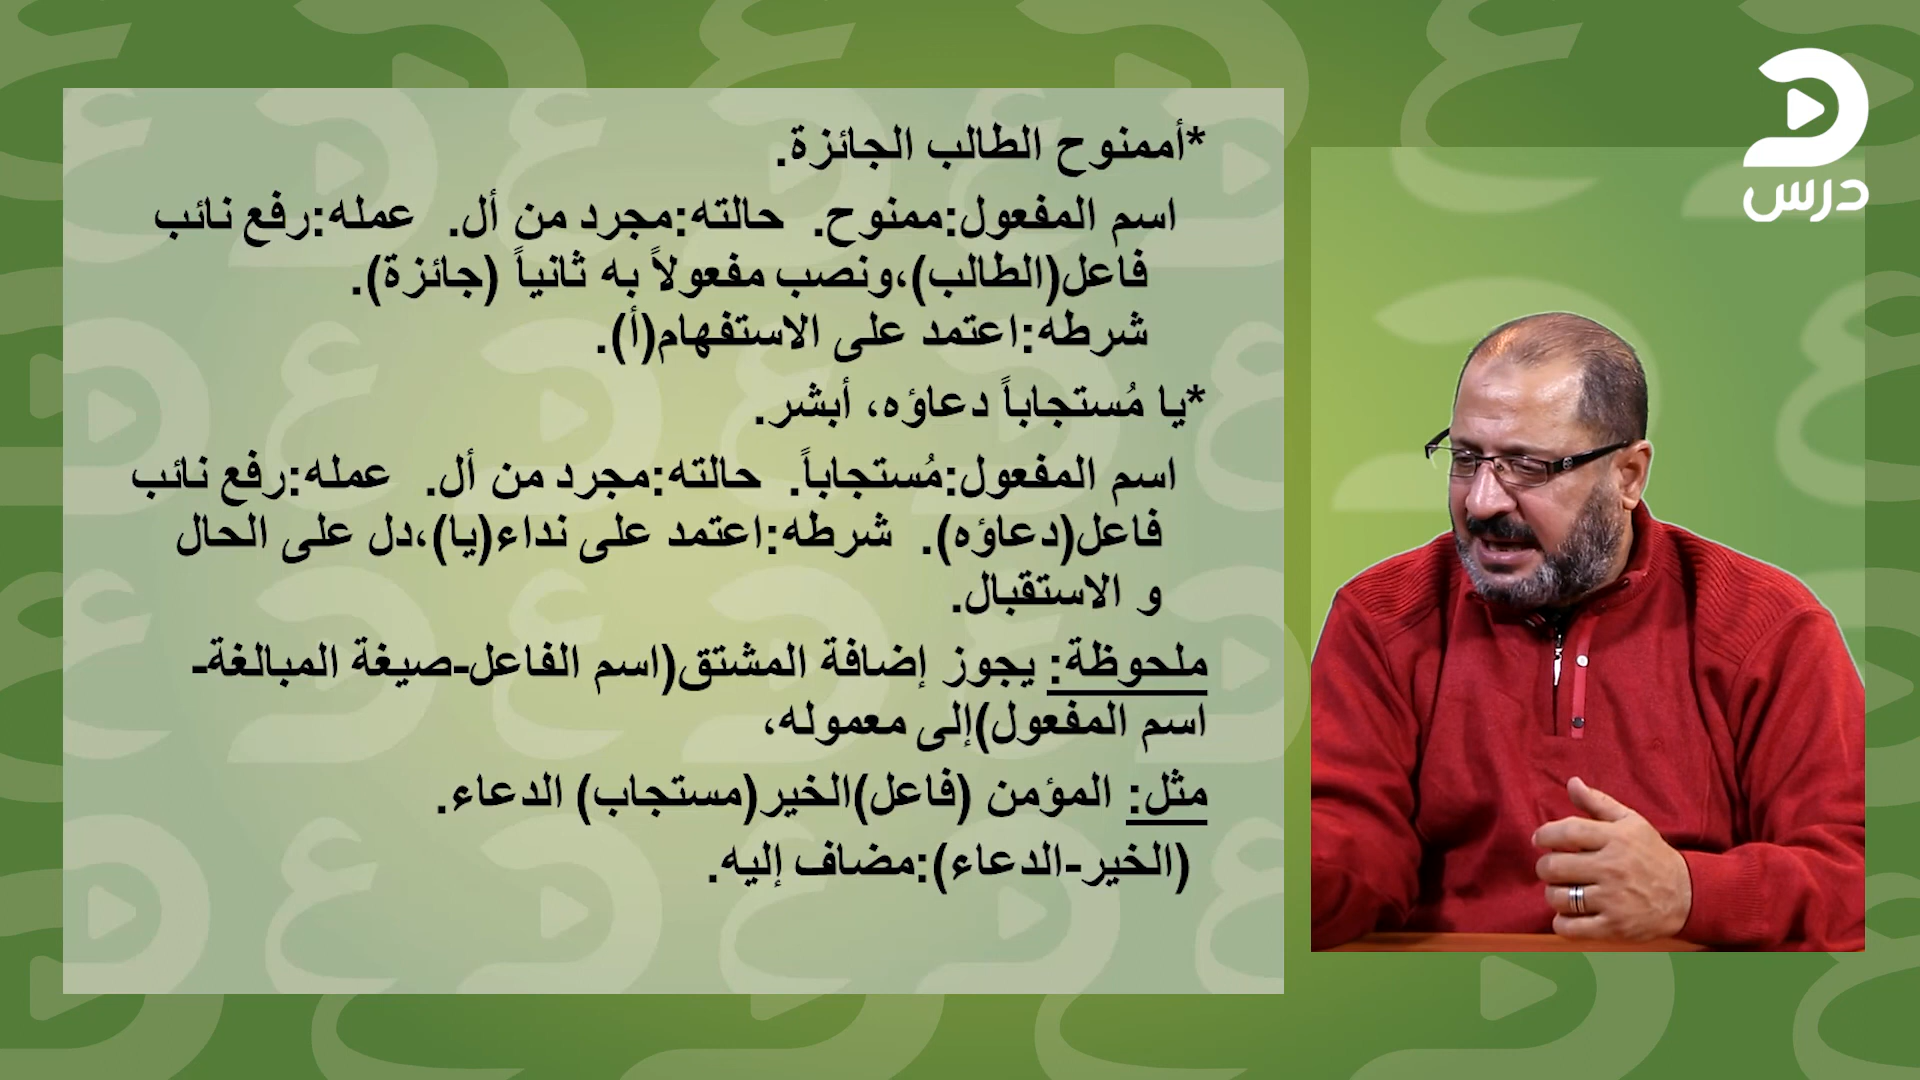 *أممنوح الطالب الجائزة.
اسم المفعول:ممنوح. حالته:مجرد من أل. عمله:رفع نائب
فاعل(الطالب)،ونصب مفعولاً به ثانياً (جائزة).
شرطه:اعتمد على الاستفهام(أ).
*يا مُستجاباً دعاؤه، أبشر.
اسم المفعول:مُستجاباً. حالته:مجرد من أل. عمله:رفع نائب
فاعل(دعاؤه). شرطه:اعتمد على نداء(يا)،دل على الحال
و الاستقبال.
ملحوظة: يجوز إضافة المشتق(اسم الفاعل-صيغة المبالغة-
اسم المفعول)إلى معموله،
مثل: المؤمن (فاعل)الخير(مستجاب) الدعاء.
(الخير-الدعاء):مضاف إليه.
درس